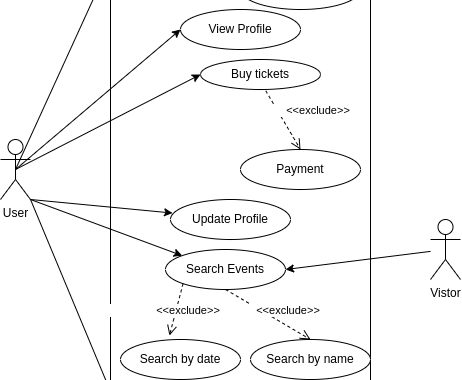 View Profile
Buy tickets
<<exclude>>
Payment
User
Update Profile
Search Events
Vistor
<<exclude>> <<exclude>>
Search by date Search by name